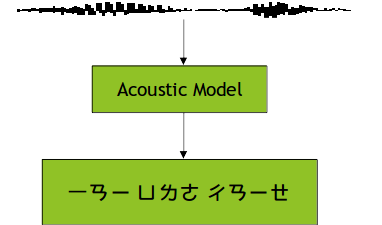 Acoustic Model
ㄧㄢㄧ ㄩㄌㄜ ㄔㄢㄧㄝ